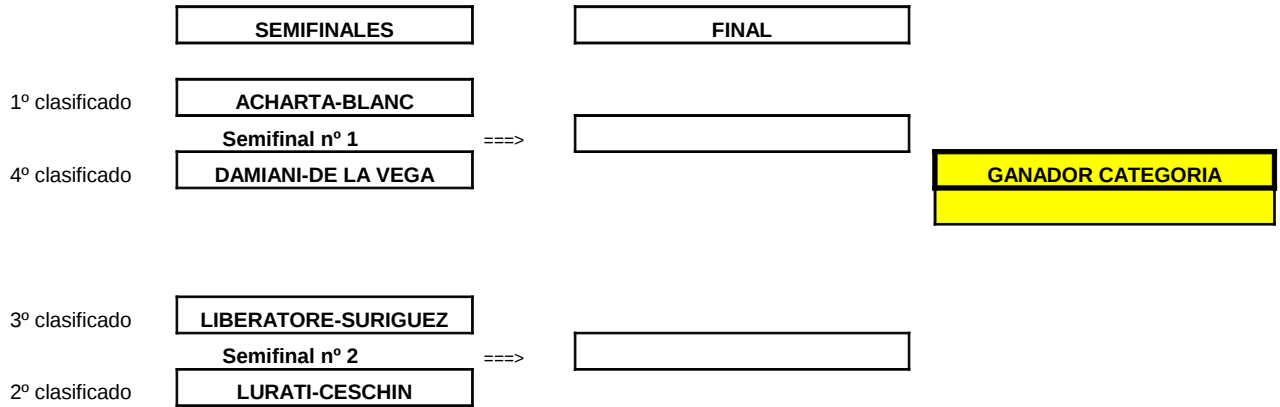 SEMIFINALES FINAL
1º clasificado ACHARTA-BLANC
Semifinal nº 1 ===>
4º clasificado DAMIANI-DE LA VEGA GANADOR CATEGORIA
3º clasificado LIBERATORE-SURIGUEZ
Semifinal nº 2 ===>
2º clasificado LURATI-CESCHIN